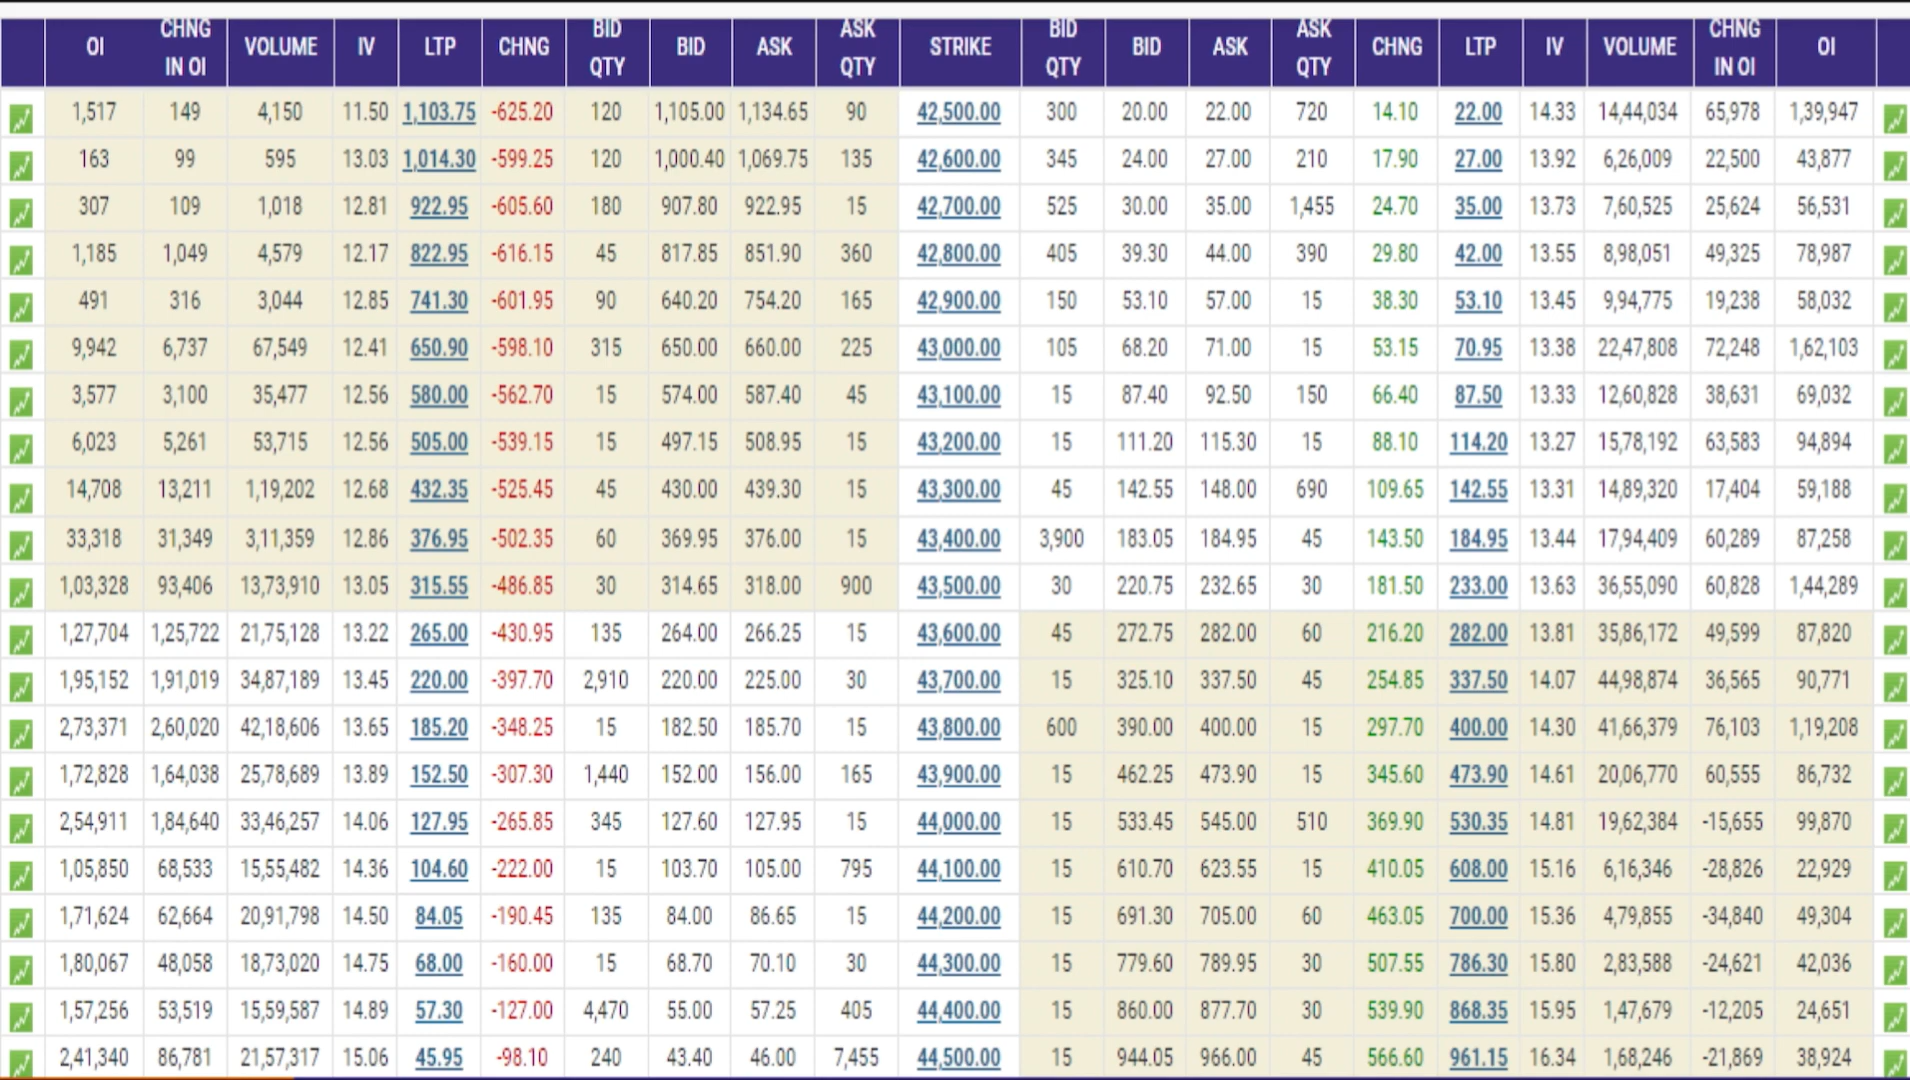 OI CHNG IN OI VOLUME IV LTP CHNG BID QTY BID ASK ASK QTY STRIKE BID QTY BID ASK ASK QTY CHNG LTP IV VOLUME CHNG IN OI OI
1,517 149 4,150 11.50 1,103.75 -625.20 120 1,105.00 1,134.65 90 42,500.00 300 20.00 22.00 720 14.10 22.00 14.33 14,44,034 65,978 1,39,947
163 99 595 13.03 1,014.30 -599.25 120 1,000.40 1,069.75 135 42,600.00 345 24.00 27.00 210 17.90 27.00 13.92 6,26,009 22,500 43,877
307 109 1,018 12.81 922.95 -605.60 180 907.80 922.95 15 42,700.00 525 30.00 35.00 1,455 24.70 35.00 13.73 7,60,525 25,624 56,531
1,185 1,049 4,579 12.17 822.95 -616.15 45 817.85 851.90 360 42,800.00 405 39.30 44.00 390 29.80 42.00 13.55 8,98,051 49,325 78,987
491 316 3,044 12.85 741.30 -601.95 90 640.20 754.20 165 42,900.00 150 53.10 57.00 15 38.30 53.10 13.45 9,94,775 19,238 58,032
9,942 6,737 67,549 12.41 650.90 -598.10 315 650.00 660.00 225 43,000.00 105 68.20 71.00 15 53.15 70.95 13.38 22,47,808 72,248 1,62,103
3,577 3,100 35,477 12.56 580.00 -562.70 15 574.00 587.40 45 43,100.00 15 87.40 92.50 150 66.40 87.50 13.33 12,60,828 38,631 69,032
6,023 5,261 53,715 12.56 505.00 -539.15 15 497.15 508.95 15 43,200.00 15 111.20 115.30 15 88.10 114.20 13.27 15,78,192 63,583 94,894
14,708 13,211 1,19,202 12.68 432.35 -525.45 45 430.00 439.30 15 43,300.00 45 142.55 148.00 690 109.65 142.55 13.31 14,89,320 17,404 59,188
33,318 31,349 3,11,359 12.86 376.95 -502.35 60 369.95 376.00 15 43,400.00 3,900 183.05 184.95 45 143.50 184.95 13.44 17,94,409 60,289 87,258
1,03,328 93,406 13,73,910 13.05 315.55 -486.85 30 314.65 318.00 900 43,500.00 30 220.75 232.65 30 181.50 233.00 13.63 36,55,090 60,828 1,44,289
1,27,704 1,25,722 21,75,128 13.22 265.00 -430.95 135 264.00 266.25 15 43,600.00 45 272.75 282.00 60 216.20 282.00 13.81 35,86,172 49,599 87,820
1,95,152 1,91,019 34,87,189 13.45 220.00 -397.70 2,910 220.00 225.00 30 43,700.00 15 325.10 337.50 45 254.85 337.50 14.07 44,98,874 36,565 90,771
2,73,371 2,60,020 42,18,606 13.65 185.20 -348.25 15 182.50 185.70 15 43,800.00 600 390.00 400.00 15 297.70 400.00 14.30 41,66,379 76,103 1,19,208
1,72,828 1,64,038 25,78,689 13.89 152.50 -307.30 1,440 152.00 156.00 165 43,900.00 15 462.25 473.90 15 345.60 473.90 14.61 20,06,770 60,555 86,732
2,54,911 1,84,640 33,46,257 14.06 127.95 -265.85 345 127.60 127.95 15 44,000.00 15 533.45 545.00 510 369.90 530.35 14.81 19,62,384 -15,655 99,870
1,05,850 68,533 15,55,482 14.36 104.60 -222.00 15 103.70 105.00 795 44,100.00 15 610.70 623.55 15 410.05 608.00 15.16 6,16,346 -28,826 22,929
1,71,624 62,664 20,91,798 14.50 84.05 -190.45 135 84.00 86.65 15 44,200.00 15 691.30 705.00 60 463.05 700.00 15.36 4,79,855 -34,840 49,304
1,80,067 48,058 18,73,020 14.75 68.00 -160.00 15 68.70 70.10 30 44,300.00 15 779.60 789.95 30 507.55 786.30 15.80 2,83,588 -24,621 42,036
1,57,256 53,519 15,59,587 14.89 57.30 -127.00 4,470 55.00 57.25 405 44,400.00 15 860.00 877.70 30 539.90 868.35 15.95 1,47,679 -12,205 24,651
2,41,340 86,781 21,57,317 15.06 45.95 -98.10 240 43.40 46.00 7,455 44,500.00 15 944.05 966.00 45 566.60 961.15 16.34 1,68,246 -21,869 38,924